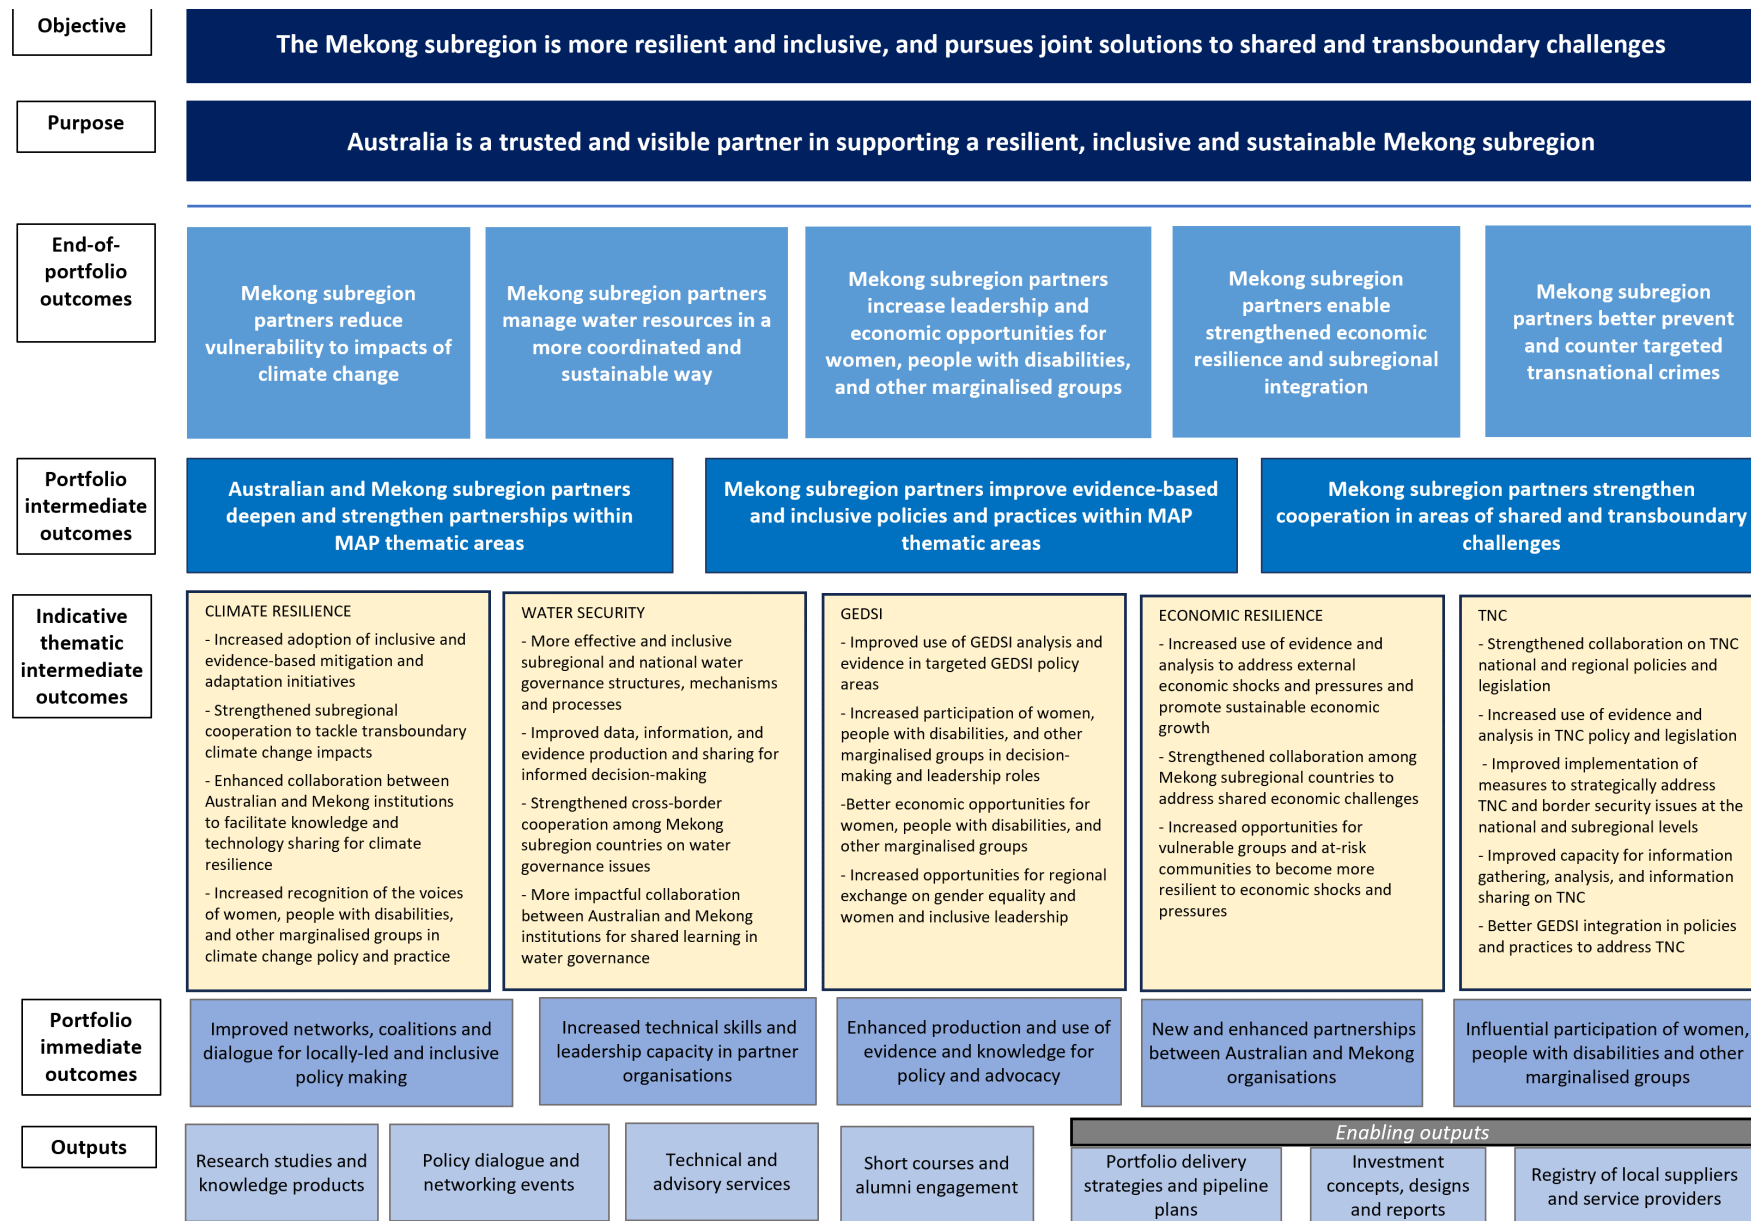 Objective
The Mekong subregion is more resilient and inclusive, and pursues joint solutions to shared and transboundary challenges
Purpose
Australia is a trusted and visible partner in supporting a resilient, inclusive and sustainable Mekong subregion
End-of-
portfolio
outcomes
Mekong subregion
partners reduce
vulnerability to impacts of
climate change
Mekong subregion partners
manage water resources in a
more coordinated and
sustainable way
Mekong subregion partners
increase leadership and
economic opportunities for
women, people with disabilities,
and other marginalised groups
Mekong subregion
partners enable
strengthened economic
resilience and subregional
integration
Mekong subregion
partners better prevent
and counter targeted
transnational crimes
Portfolio
intermediate
outcomes
Australian and Mekong subregion partners
deepen and strengthen partnerships within
MAP thematic areas
Mekong subregion partners improve evidence-based
and inclusive policies and practices within MAP
thematic areas
Mekong subregion partners strengthen
cooperation in areas of shared and transboundary
challenges
Indicative
thematic
intermediate
outcomes
CLIMATE RESILIENCE
- Increased adoption of inclusive and
evidence-based mitigation and
adaptation initiatives
- Strengthened subregional
cooperation to tackle transboundary
climate change impacts
- Enhanced collaboration between
Australian and Mekong institutions
to facilitate knowledge and
technology sharing for climate
resilience
- Increased recognition of the voices
of women, people with disabilities,
and other marginalised groups in
climate change policy and practice
WATER SECURITY
- More effective and inclusive
subregional and national water
governance structures, mechanisms
and processes
- Improved data, information, and
evidence production and sharing for
informed decision-making
- Strengthened cross-border
cooperation among Mekong
subregion countries on water
governance issues
- More impactful collaboration
between Australian and Mekong
institutions for shared learning in
water governance
GEDSI
- Improved use of GEDSI analysis and
evidence in targeted GEDSI policy
areas
- Increased participation of women,
people with disabilities, and other
marginalised groups in decision-
making and leadership roles
-Better economic opportunities for
women, people with disabilities, and
other marginalised groups
- Increased opportunities for regional
exchange on gender equality and
women and inclusive leadership
ECONOMIC RESILIENCE
- Increased use of evidence and
analysis to address external
economic shocks and pressures and
promote sustainable economic
growth
- Strengthened collaboration among
Mekong subregional countries to
address shared economic challenges
- Increased opportunities for
vulnerable groups and at-risk
communities to become more
resilient to economic shocks and
pressures
TNC
- Strengthened collaboration on TNC
national and regional policies and
legislation
- Increased use of evidence and
analysis in TNC policy and legislation
- Improved implementation of
measures to strategically address
TNC and border security issues at the
national and subregional levels
- Improved capacity for information
gathering, analysis, and information
sharing on TNC
- Better GEDSI integration in policies
and practices to address TNC
Portfolio
immediate
outcomes
Improved networks, coalitions and
dialogue for locally-led and inclusive
policy making
Increased technical skills and
leadership capacity in partner
organisations
Enhanced production and use of
evidence and knowledge for
policy and advocacy
New and enhanced partnerships
between Australian and Mekong
organisations
Influential participation of women,
people with disabilities and other
marginalised groups
Outputs
Research studies and
knowledge products
Policy dialogue and
networking events
Technical and
advisory services
Short courses and
alumni engagement
Enabling outputs
Portfolio delivery
strategies and pipeline
plans
Investment
concepts, designs
and reports
Registry of local suppliers
and service providers